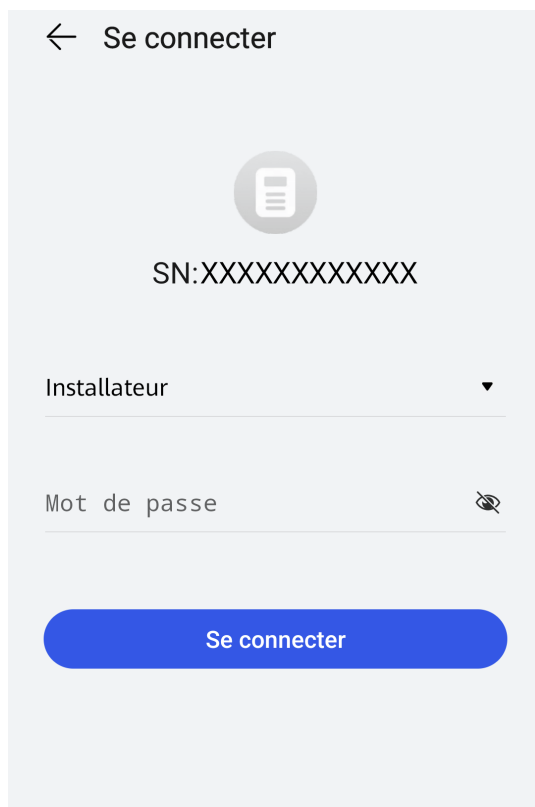 Se connecter
SN:XXXXXXXXXXXX
Installateur
Mot de passe
Se connecter